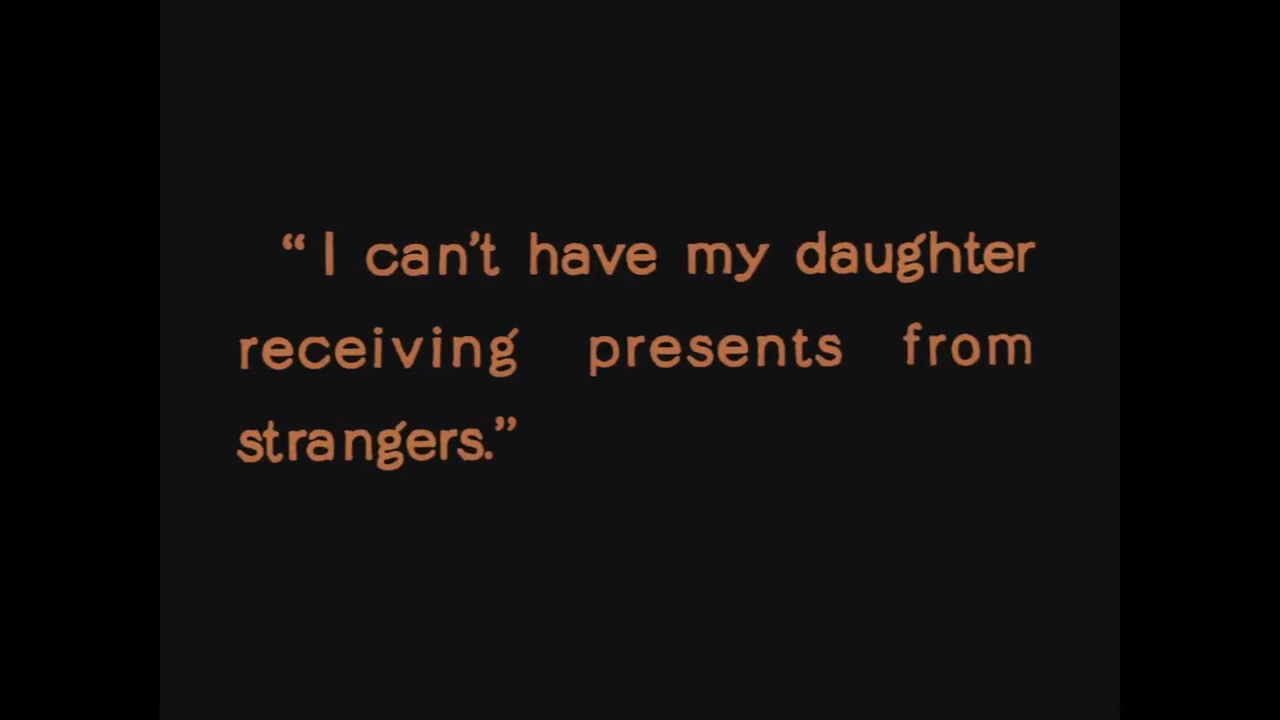 “I can’t have my daughter
receiving presents from
strangers.”